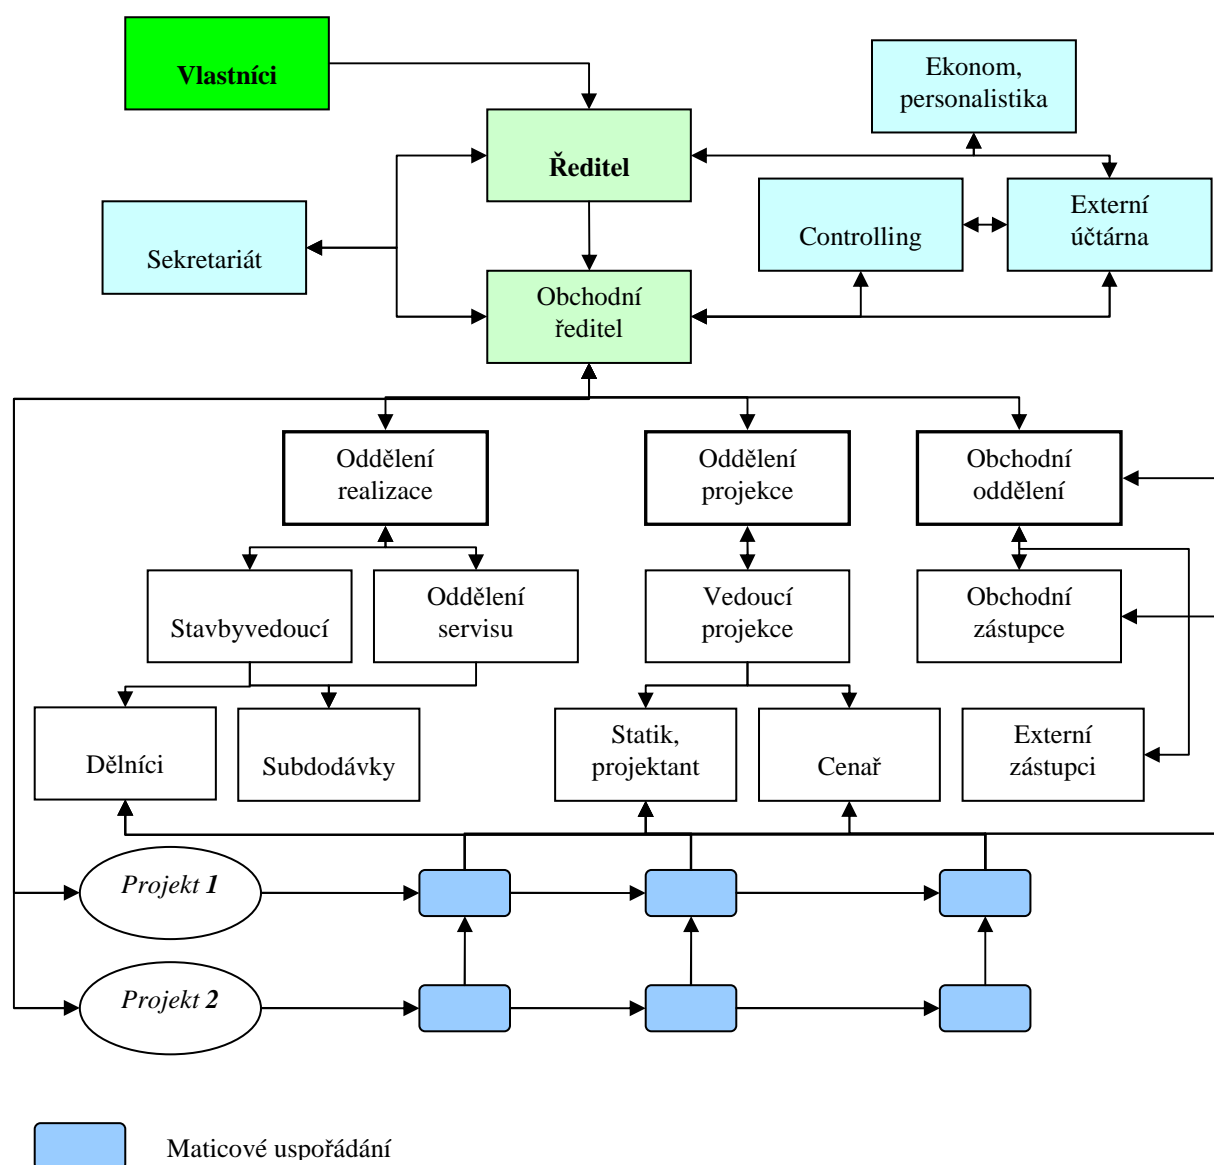 Vlastníci
Ekonom,
personalistika
Ředitel
Sekretariát
Controlling
Externí
účtárna
Obchodní
ředitel
Oddělení
realizace
Oddělení
projekce
Obchodní
oddělení
Stavbyvedoucí
Oddělení
servisu
Vedoucí
projekce
Obchodní
zástupce
Dělníci
Subdodávky
Statik,
projektant
Cenař
Externí
zástupci
Projekt 1
Projekt 2
Maticové uspořádání